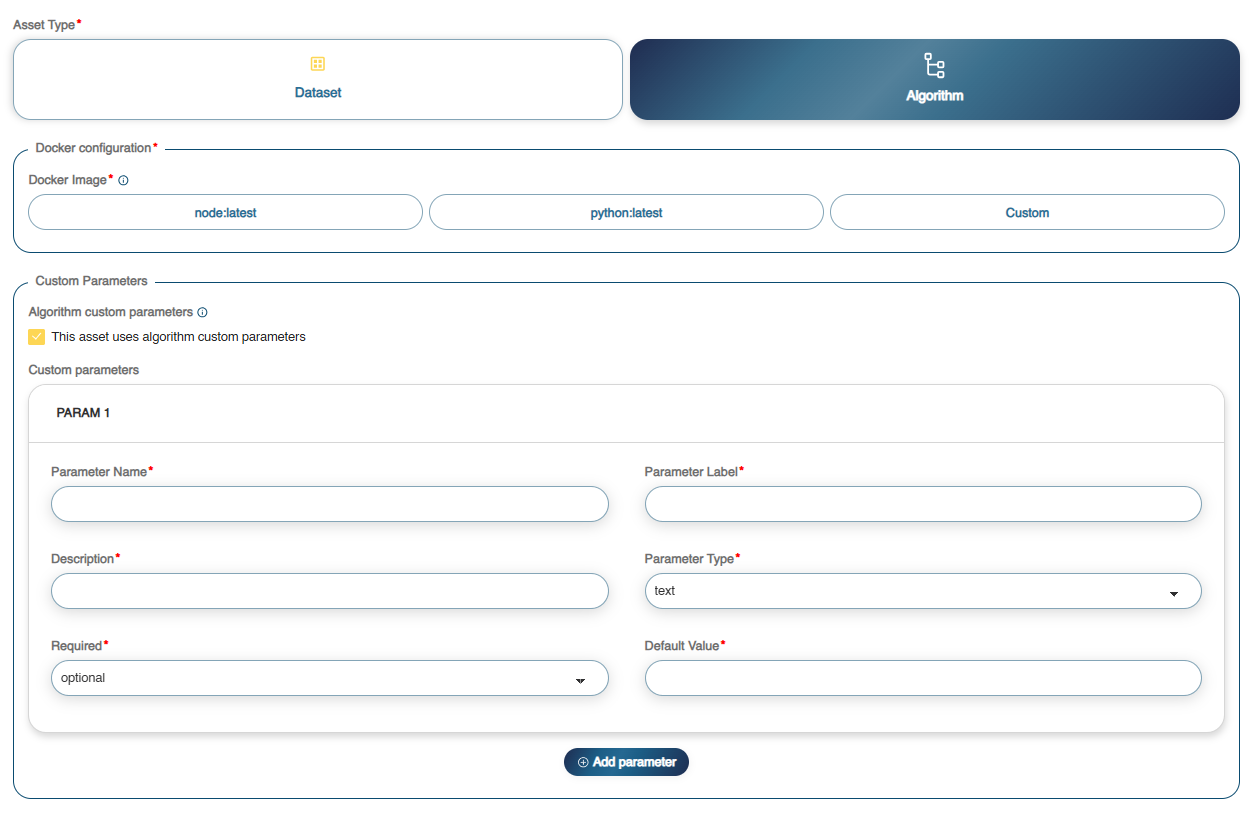 Asset Type*
Dataset
Algorithm
Docker configuration*
Docker Image*
node:latest python:latest Custom
Custom Parameters
Algorithm custom parameters
This asset uses algorithm custom parameters
Custom parameters
PARAM 1
Parameter Name* Parameter Label*
Description* Parameter Type*
text
Required* Default Value*
optional
Add parameter